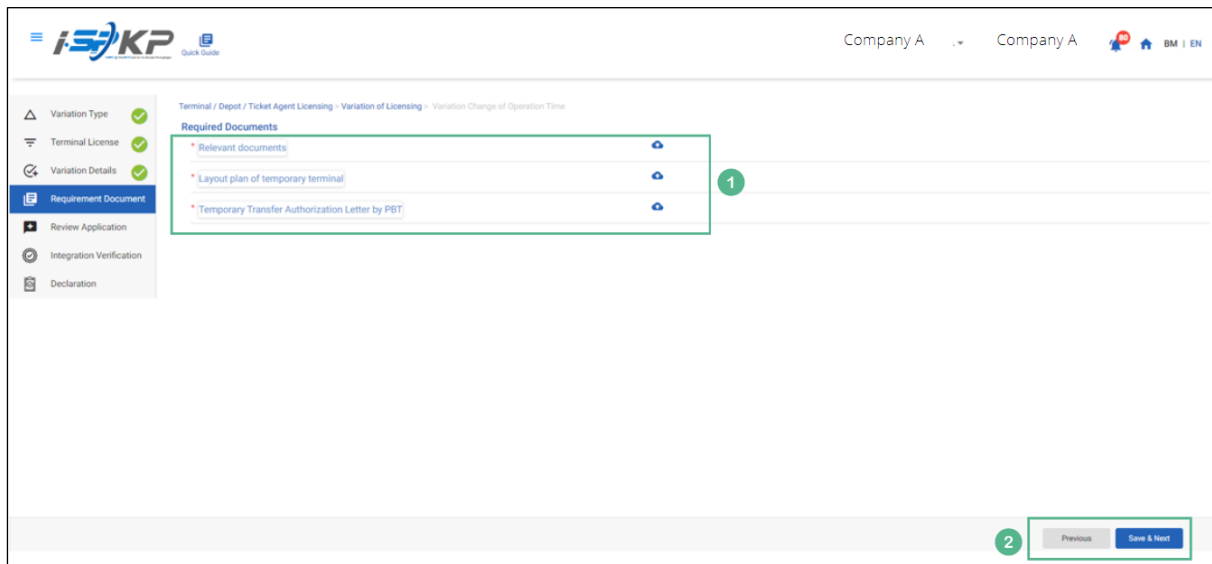 i-SPKP
Quick Guide
Company A
Company A
80
BM | EN
Variation Type
Terminal License
Variation Details
Requirement Document
Review Application
Integration Verification
Declaration
Terminal / Depot / Ticket Agent Licensing > Variation of Licensing > Variation Change of Operation Time
Required Documents
* Relevant documents
* Layout plan of temporary terminal
* Temporary Transfer Authorization Letter by PBT
1
2
Previous
Save & Next